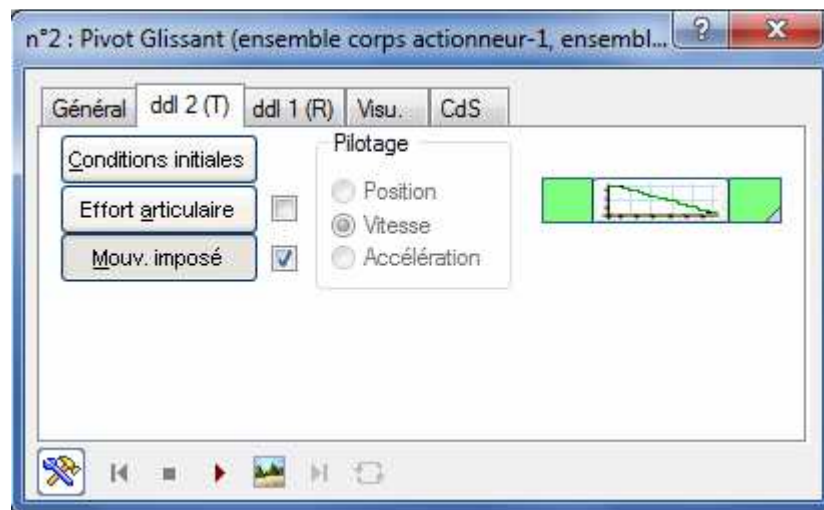 n°2 : Pivot Glissant (ensemble corps actionneur-1, ensembl...
Général ddl 2 (T) ddl 1 (R) Visu. CdS
Conditions initiales
Pilotage
Effort articulaire
Position
Vitesse
Mouv. imposé
Accélération